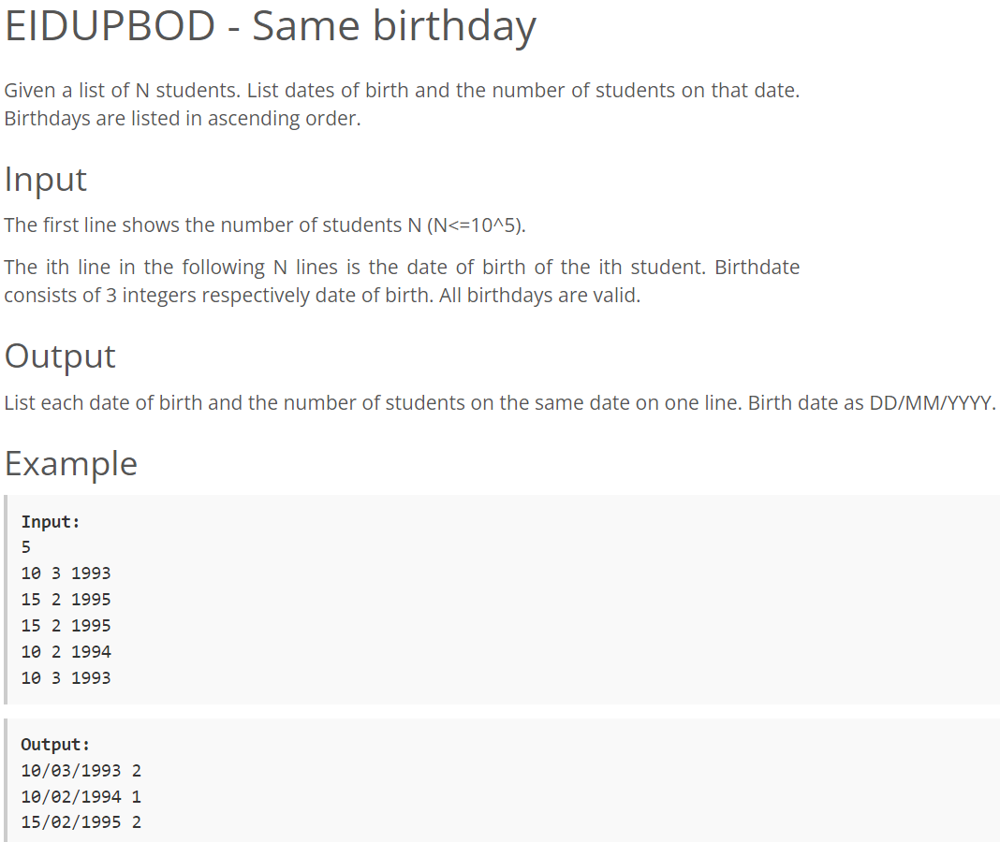 EIDUPBOD - Same birthday
Given a list of N students. List dates of birth and the number of students on that date.
Birthdays are listed in ascending order.
Input
The first line shows the number of students N (N<=10^5).
The ith line in the following N lines is the date of birth of the ith student. Birthdate
consists of 3 integers respectively date of birth. All birthdays are valid.
Output
List each date of birth and the number of students on the same date on one line. Birth date as DD/MM/YYYY.
Example
Input:
5
10 3 1993
15 2 1995
15 2 1995
10 2 1994
10 3 1993
Output:
10/03/1993 2
10/02/1994 1
15/02/1995 2